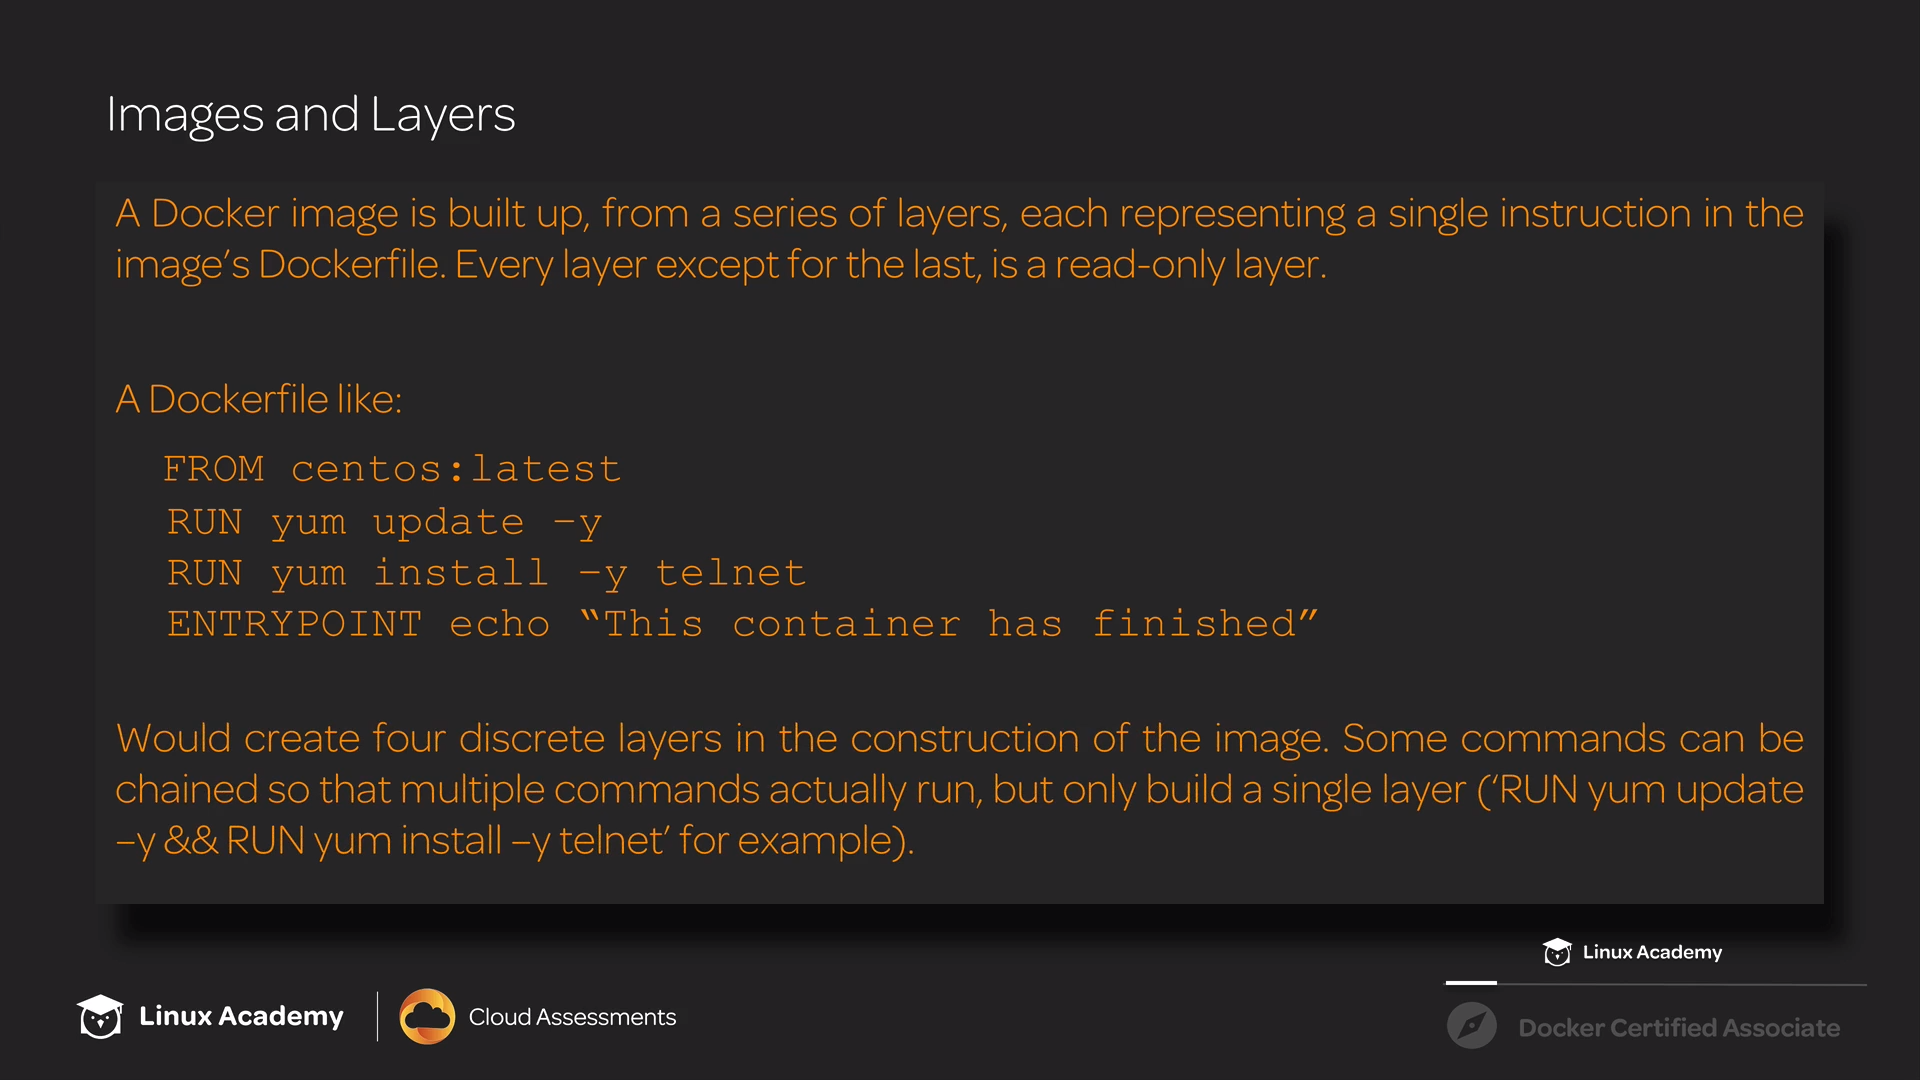 Images and Layers
A Docker image is built up, from a series of layers, each representing a single instruction in the
image’s Dockerfile. Every layer except for the last, is a read-only layer.
A Dockerfile like:
FROM centos:latest
RUN yum update –y
RUN yum install –y telnet
ENTRYPOINT echo “This container has finished”
Would create four discrete layers in the construction of the image. Some commands can be
chained so that multiple commands actually run, but only build a single layer (‘RUN yum update
–y && RUN yum install –y telnet’ for example).
Linux Academy
Linux Academy
Cloud Assessments
Docker Certified Associate